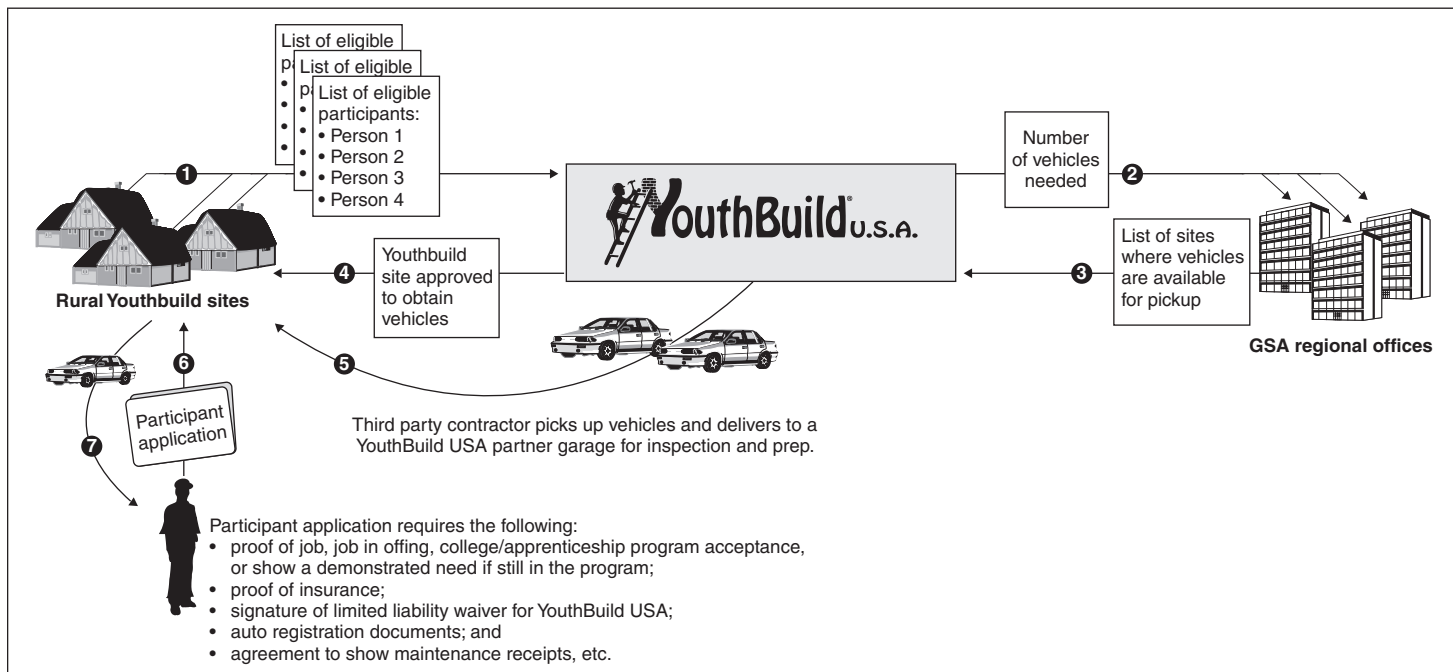 List of eligible
pa
List of eligible
pa
List of eligible
participants:
• Person 1
• Person 2
• Person 3
• Person 4
1
YouthBuild® U.S.A.
Number
of vehicles
needed
2
List of sites
where vehicles
are available
for pickup
3
GSA regional offices
Youthbuild
site approved
to obtain
vehicles
4
Rural Youthbuild sites
5
Third party contractor picks up vehicles and delivers to a
YouthBuild USA partner garage for inspection and prep.
6
Participant
application
7
Participant application requires the following:
• proof of job, job in offing, college/apprenticeship program acceptance,
or show a demonstrated need if still in the program;
• proof of insurance;
• signature of limited liability waiver for YouthBuild USA;
• auto registration documents; and
• agreement to show maintenance receipts, etc.